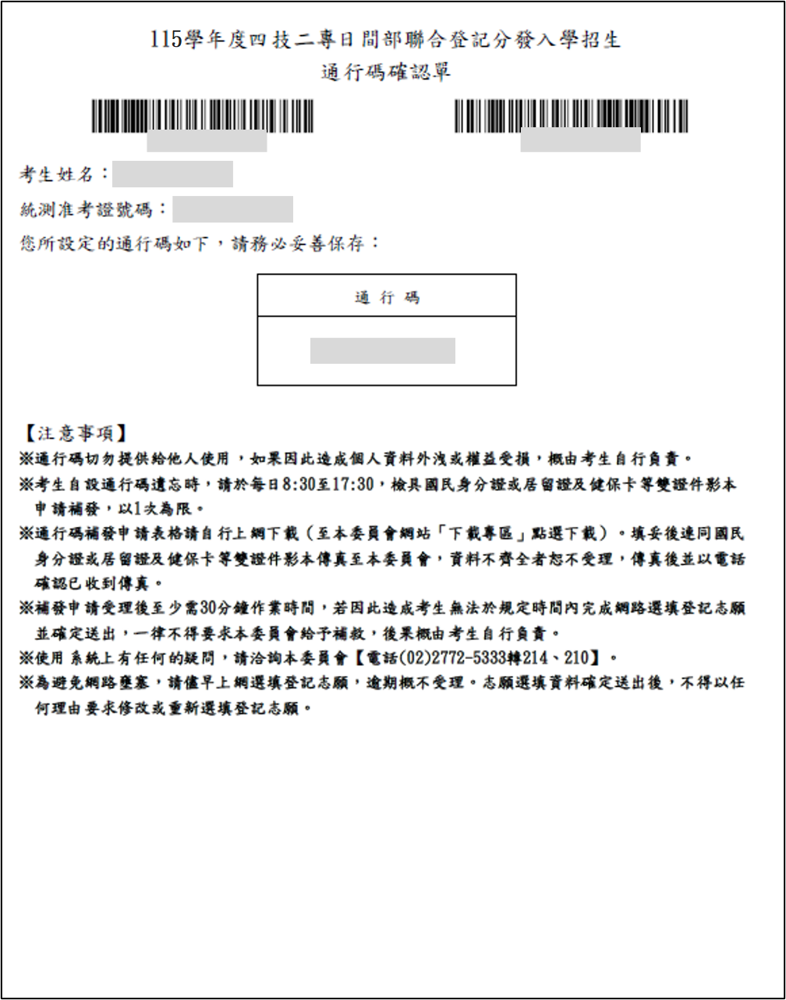 115學年度四技二專日間部聯合登記分發入學招生
通行碼確認單
考生姓名：
統測准考證號碼：
您所設定的通行碼如下，請務必妥善保存：
通 行 碼
【注意事項】
※通行碼切勿提供給他人使用，如果因此造成個人資料外洩或權益受損，概由考生自行負責。
※考生自設通行碼遺忘時，請於每日8:30至17:30，檢具國民身分證或居留證及健保卡等雙證件影本
申請補發，以1次為限。
※通行碼補發申請表格請自行上網下載（至本委員會網站「下載專區」點選下載）。填妥後連同國民
身分證或居留證及健保卡等雙證件影本傳真至本委員會，資料不齊全者恕不受理，傳真後並以電話
確認已收到傳真。
※補發申請受理後至少需30分鐘作業時間，若因此造成考生無法於規定時間內完成網路選填登記志願
並確定送出，一律不得要求本委員會給予補救，後果概由考生自行負責。
※使用系統上有任何的疑問，請洽詢本委員會【電話(02)2772-5333轉214、210】。
※為避免網路壅塞，請儘早上網選填登記志願，逾期概不受理。志願選填資料確定送出後，不得以任
何理由要求修改或重新選填登記志願。